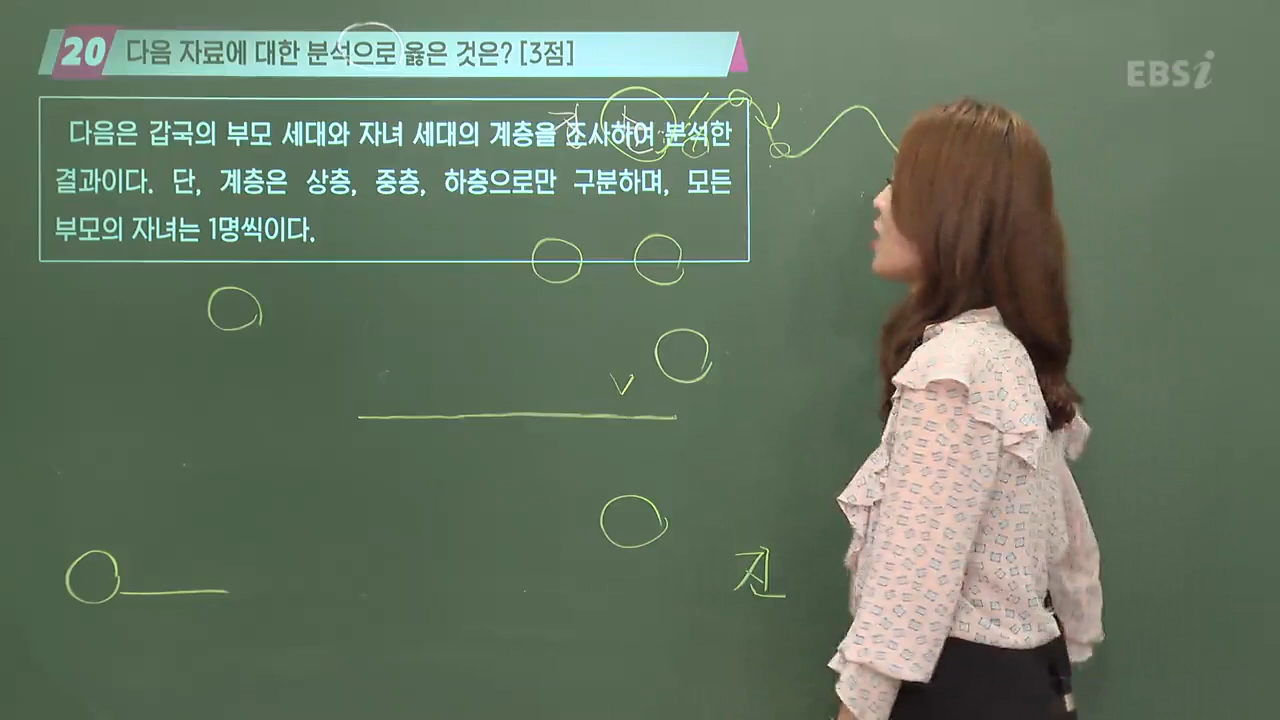 20 다음 자료에 대한 분석으로 옳은 것은? [3점]
EBSi
다음은 갑국의 부모 세대와 자녀 세대의 계층을 조사하여 분석한
결과이다. 단, 계층은 상층, 중층, 하층으로만 구분하며, 모든
부모의 자녀는 1명씩이다.
진